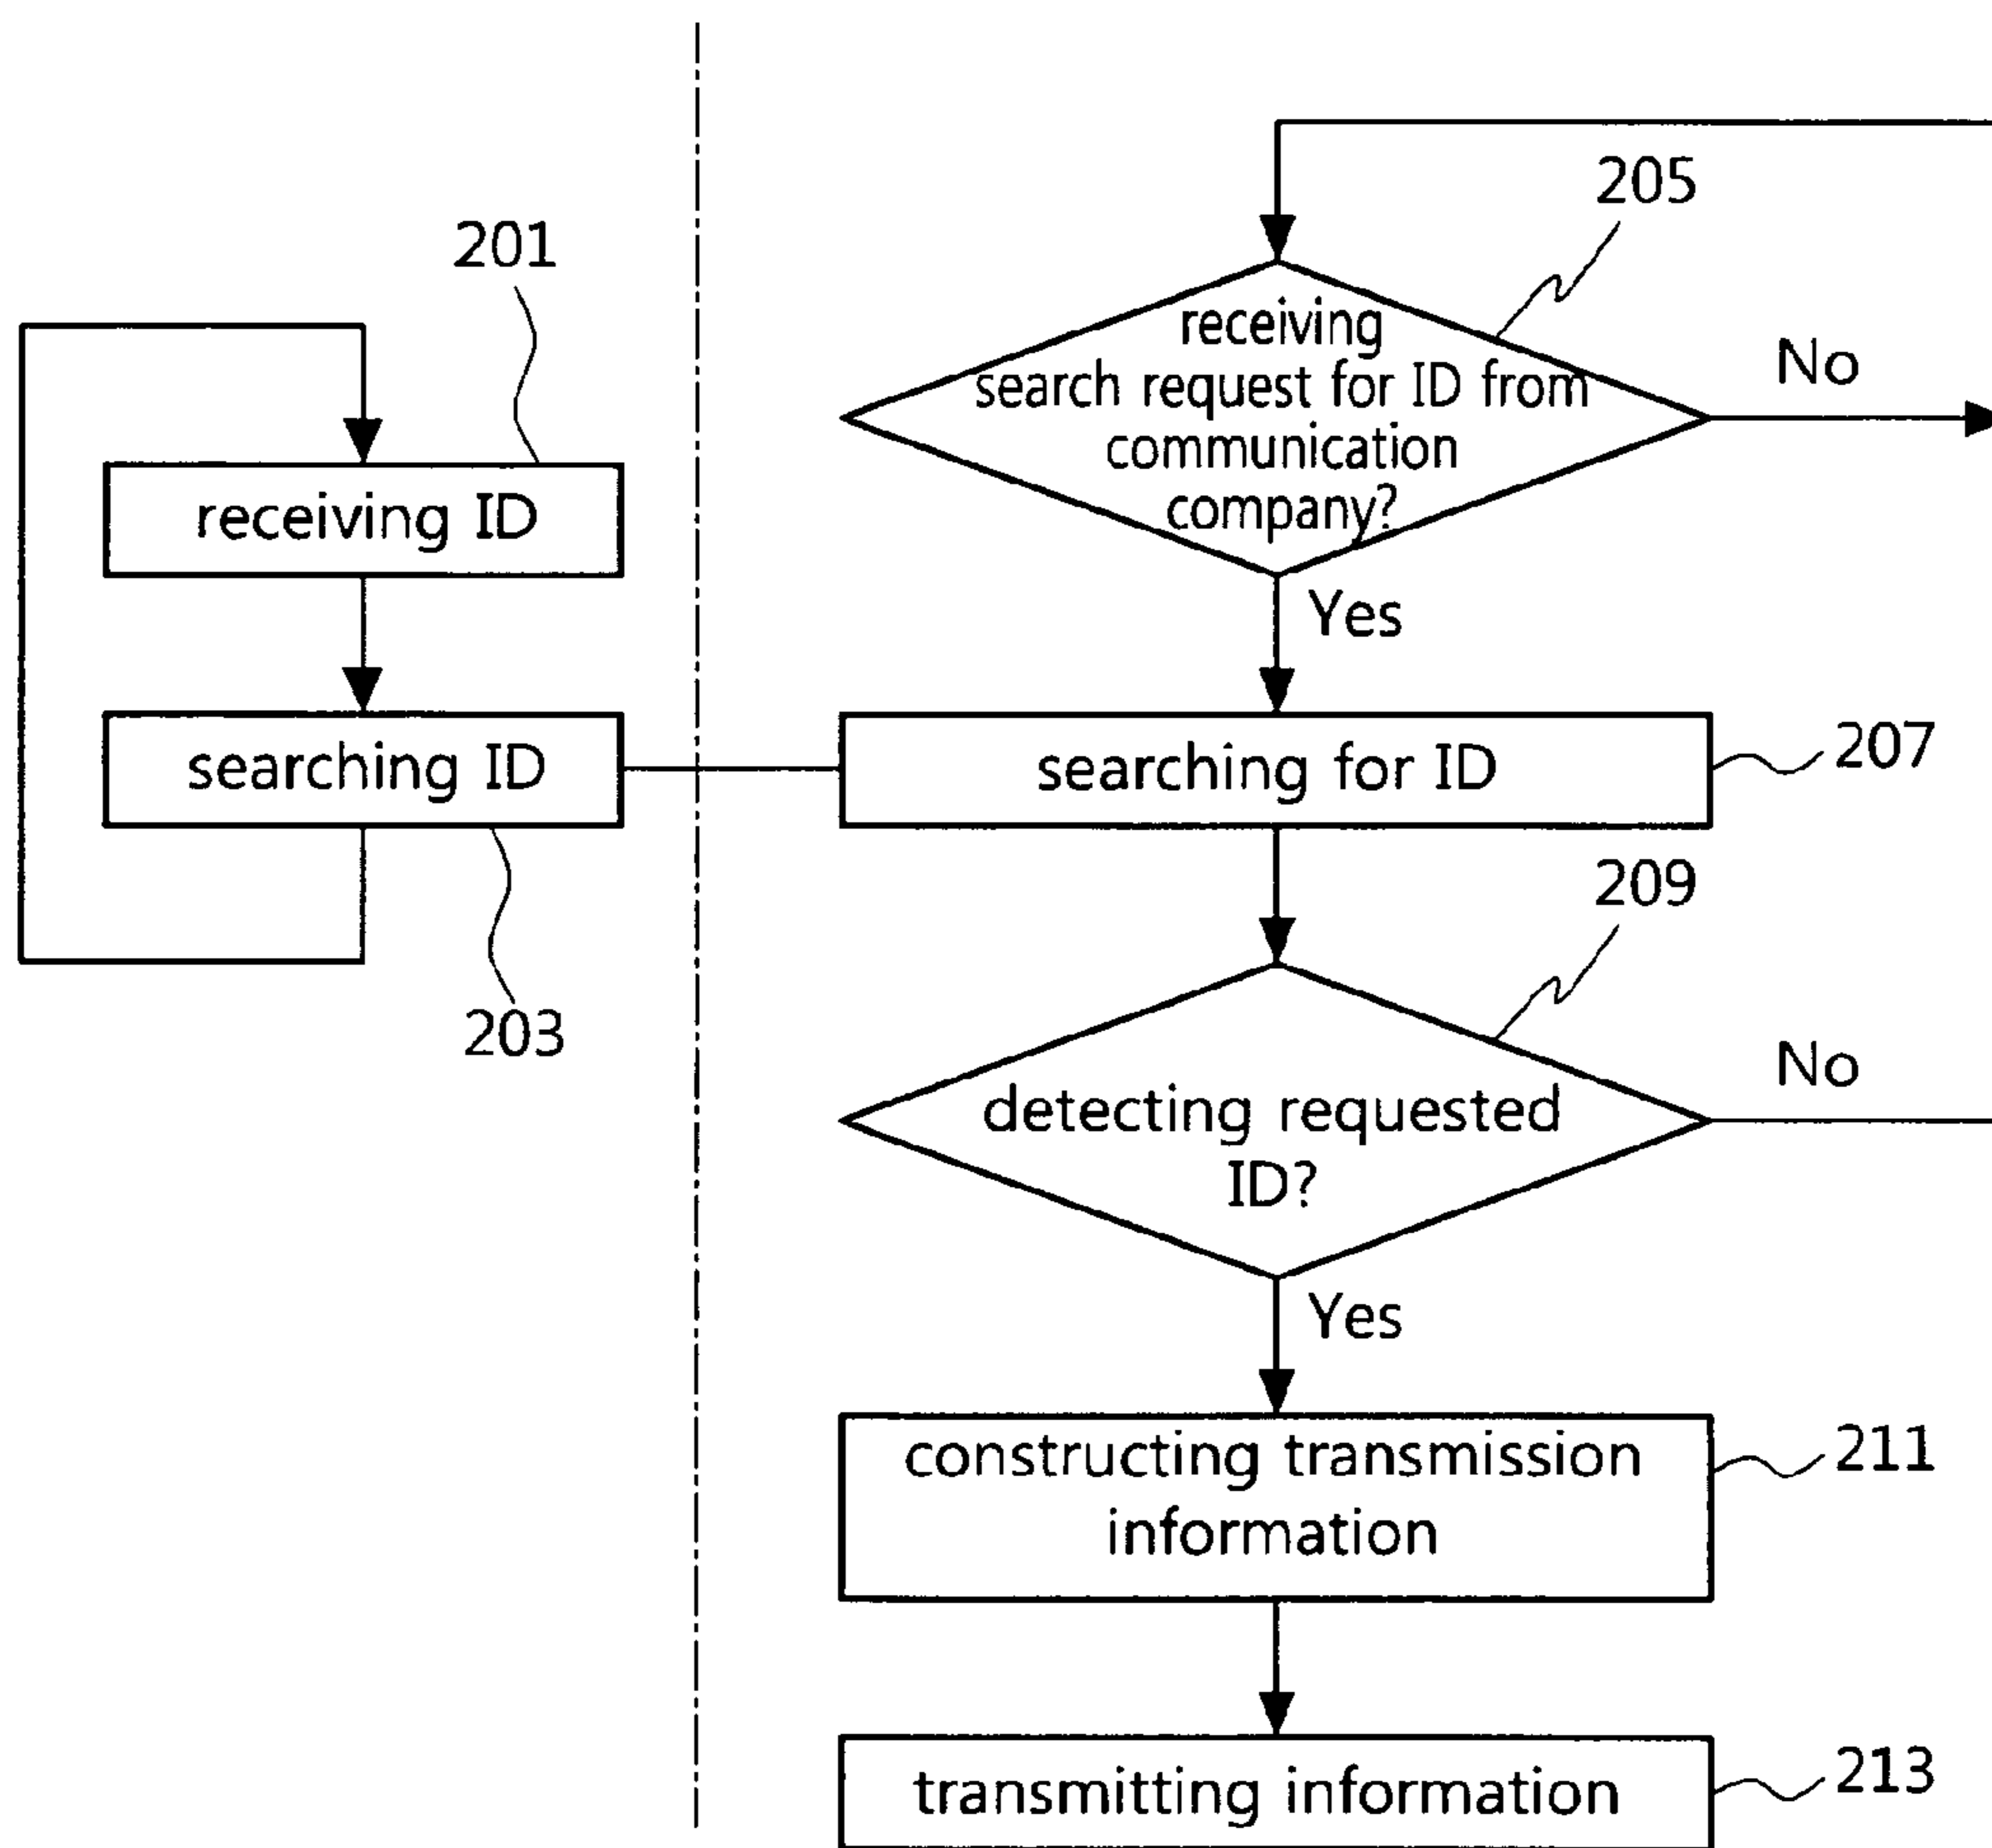 201
receiving ID
searching ID
203
205
receiving
search request for ID from
communication
company?
No
Yes
searching for ID
207
209
detecting requested
ID?
No
Yes
constructing transmission
information
211
transmitting information
213